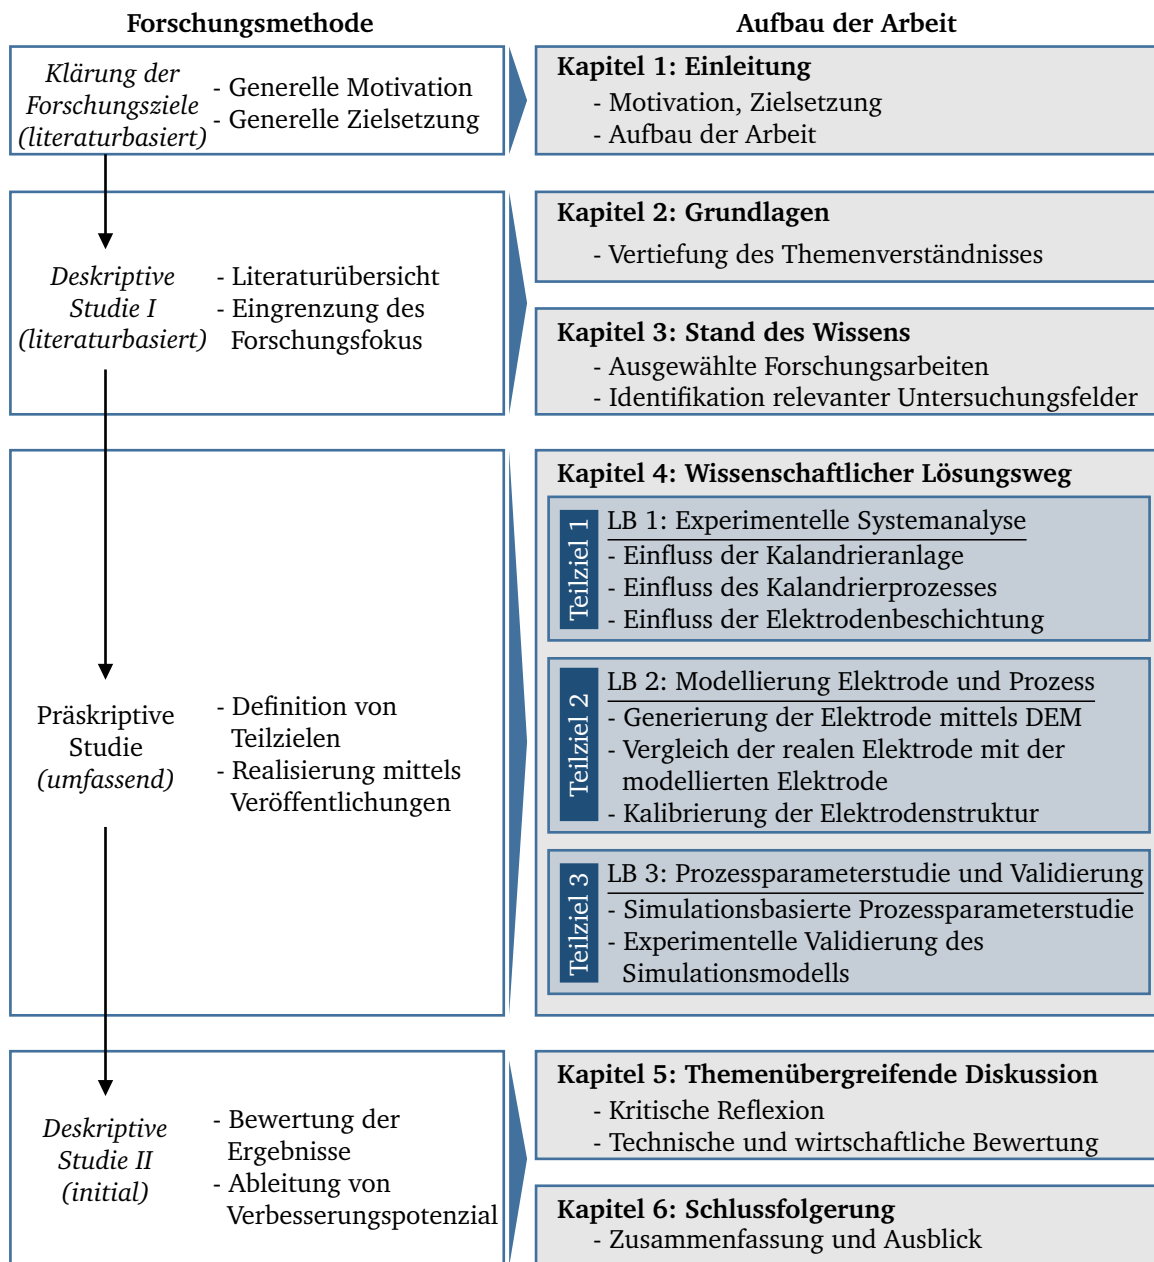 Forschungsmethode
Aufbau der Arbeit
Klärung der
Forschungsziele
(literaturbasiert)
- Generelle Motivation
- Generelle Zielsetzung
Kapitel 1: Einleitung
- Motivation, Zielsetzung
- Aufbau der Arbeit
Deskriptive
Studie I
(literaturbasiert)
- Literaturübersicht
- Eingrenzung des
Forschungsfokus
Kapitel 2: Grundlagen
- Vertiefung des Themenverständnisses
Kapitel 3: Stand des Wissens
- Ausgewählte Forschungsarbeiten
- Identifikation relevanter Untersuchungsfelder
Präskriptive
Studie
(umfassend)
- Definition von
Teilzielen
- Realisierung mittels
Veröffentlichungen
Kapitel 4: Wissenschaftlicher Lösungsweg
Teilziel 1
LB 1: Experimentelle Systemanalyse
- Einfluss der Kalandrieranlage
- Einfluss des Kalandrierprozesses
- Einfluss der Elektrodenbeschichtung
Teilziel 2
LB 2: Modellierung Elektrode und Prozess
- Generierung der Elektrode mittels DEM
- Vergleich der realen Elektrode mit der
modellierten Elektrode
- Kalibrierung der Elektrodenstruktur
Teilziel 3
LB 3: Prozessparameterstudie und Validierung
- Simulationsbasierte Prozessparameterstudie
- Experimentelle Validierung des
Simulationsmodells
Deskriptive
Studie II
(initial)
- Bewertung der
Ergebnisse
- Ableitung von
Verbesserungspotenzial
Kapitel 5: Themenübergreifende Diskussion
- Kritische Reflexion
- Technische und wirtschaftliche Bewertung
Kapitel 6: Schlussfolgerung
- Zusammenfassung und Ausblick